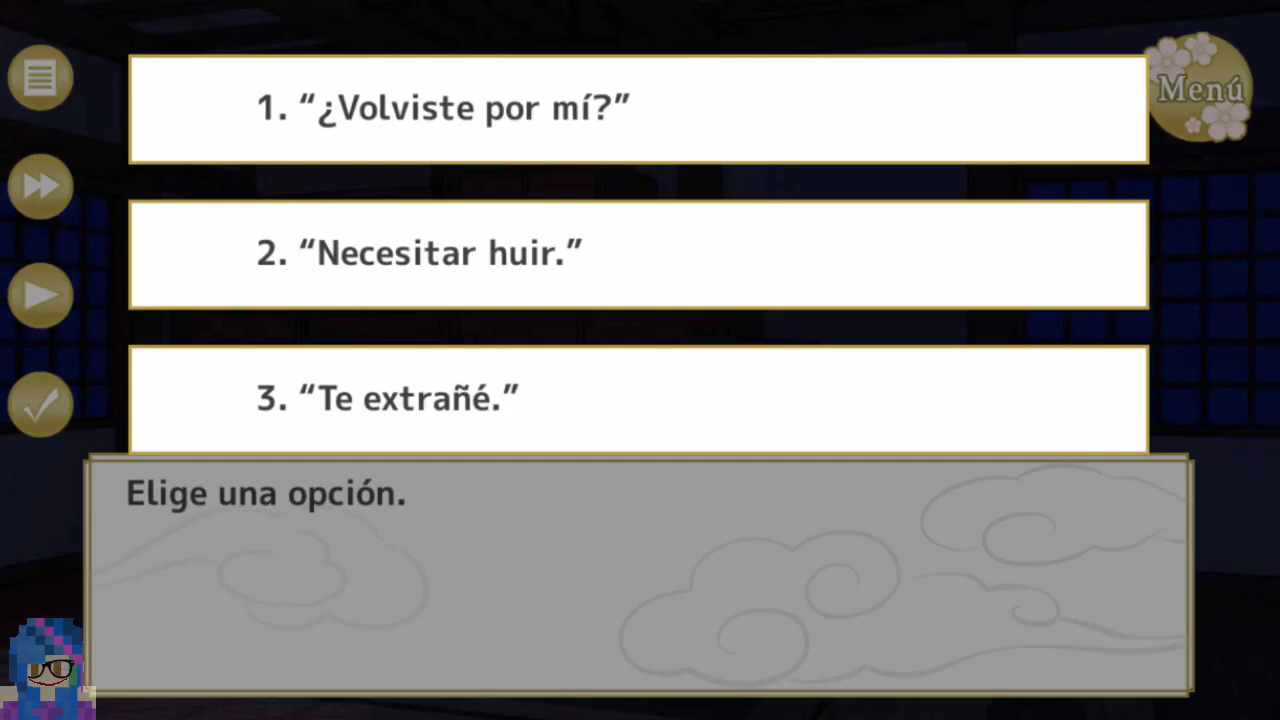 1. “¿Volviste por mí?”
Menú
2. “Necesitar huir.”
3. “Te extrañé.”
Elige una opción.